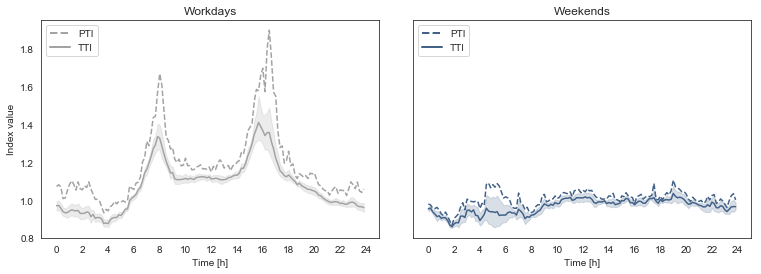 Workdays
Weekends
PTI
TTI
PTI
TTI
Index value
1.8
1.6
1.4
1.2
1.0
0.8
0 2 4 6 8 10 12 14 16 18 20 22 24
0 2 4 6 8 10 12 14 16 18 20 22 24
Time [h]
Time [h]